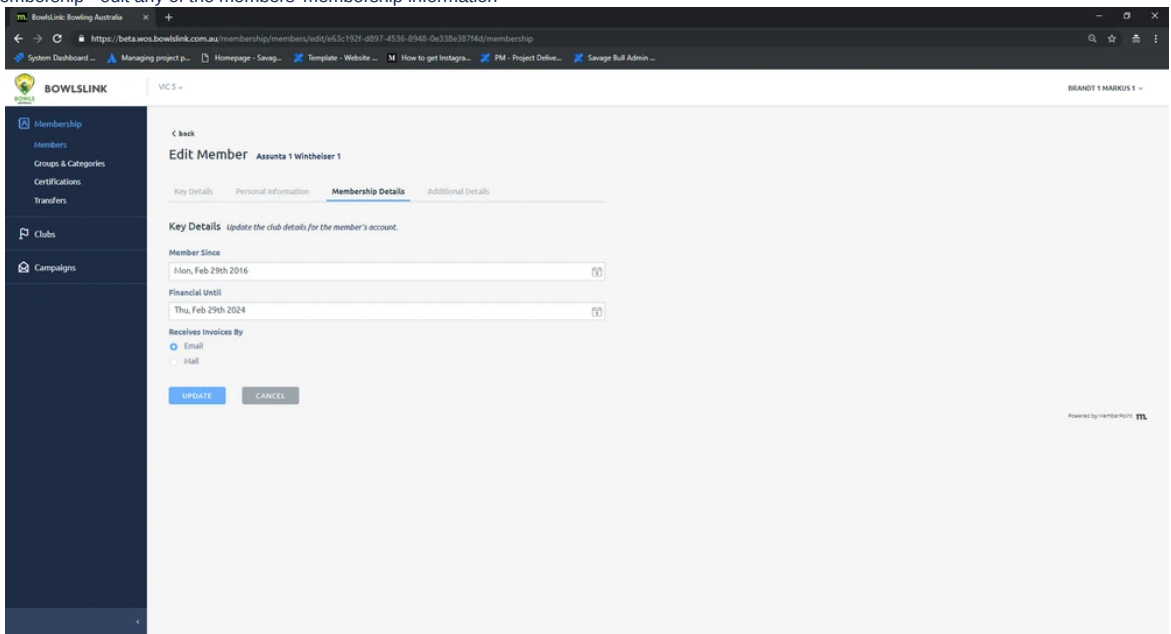 embership - edit any of the members' membership information
m. BowlsLink: Bowling Australia × +
https://beta.wos.bowlslink.com.au/membership/members/edit/e63c192f-d897-4536-8948-0e338e387f4d/membership
System Dashboard ... Managing project p... Homepage - Savag... Template - Website ... M How to get Instagra... PM - Project Delive... Savage Bull Admin ...
BOWLS BOWLSLINK VIC 5 BRANDT 1 MARKUS 1
Membership
Members
Groups & Categories
Certifications
Transfers
Clubs
Campaigns
< back
Edit Member Assunta 1 Wintheiser 1
Key Details Personal Information Membership Details Additional Details
Key Details Update the club details for the member's account.
Member Since
Mon, Feb 29th 2016
Financial Until
Thu, Feb 29th 2024
Receives Invoices By
Email
Mail
UPDATE CANCEL
Powered by MemberPoint. m.